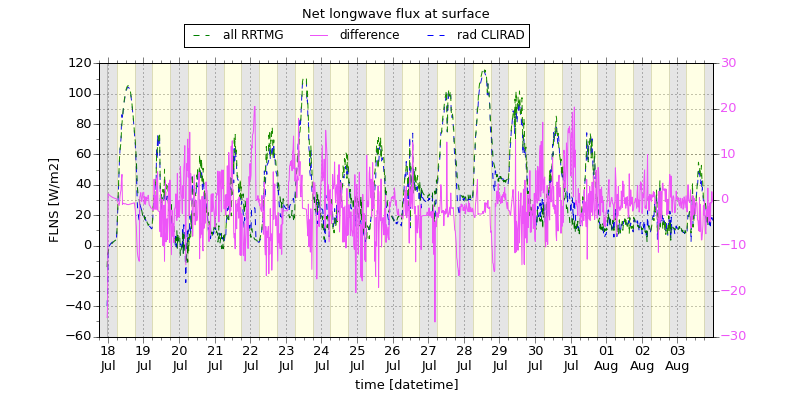 Net longwave flux at surface
all RRTMG difference rad CLIRAD
120 30
100 20
80
60 10
40
20 0
0
−20 −10
−40 −20
−60 −30
FLNS [W/m2]
18 19 20 21 22 23 24 25 26 27 28 29 30 31 01 02 03
Jul Jul Jul Jul Jul Jul Jul Jul Jul Jul Jul Jul Jul Jul Aug Aug Aug
time [datetime]